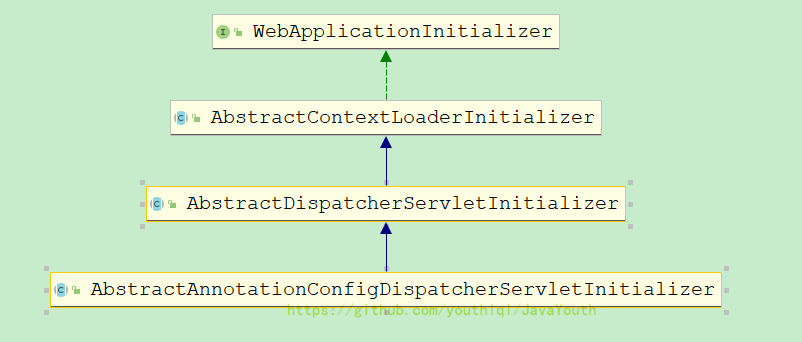 WebApplicationInitializer
AbstractContextLoaderInitializer
AbstractDispatcherServletInitializer
AbstractAnnotationConfigDispatcherServletInitializer
https://github.com/youthlql/JavaYouth